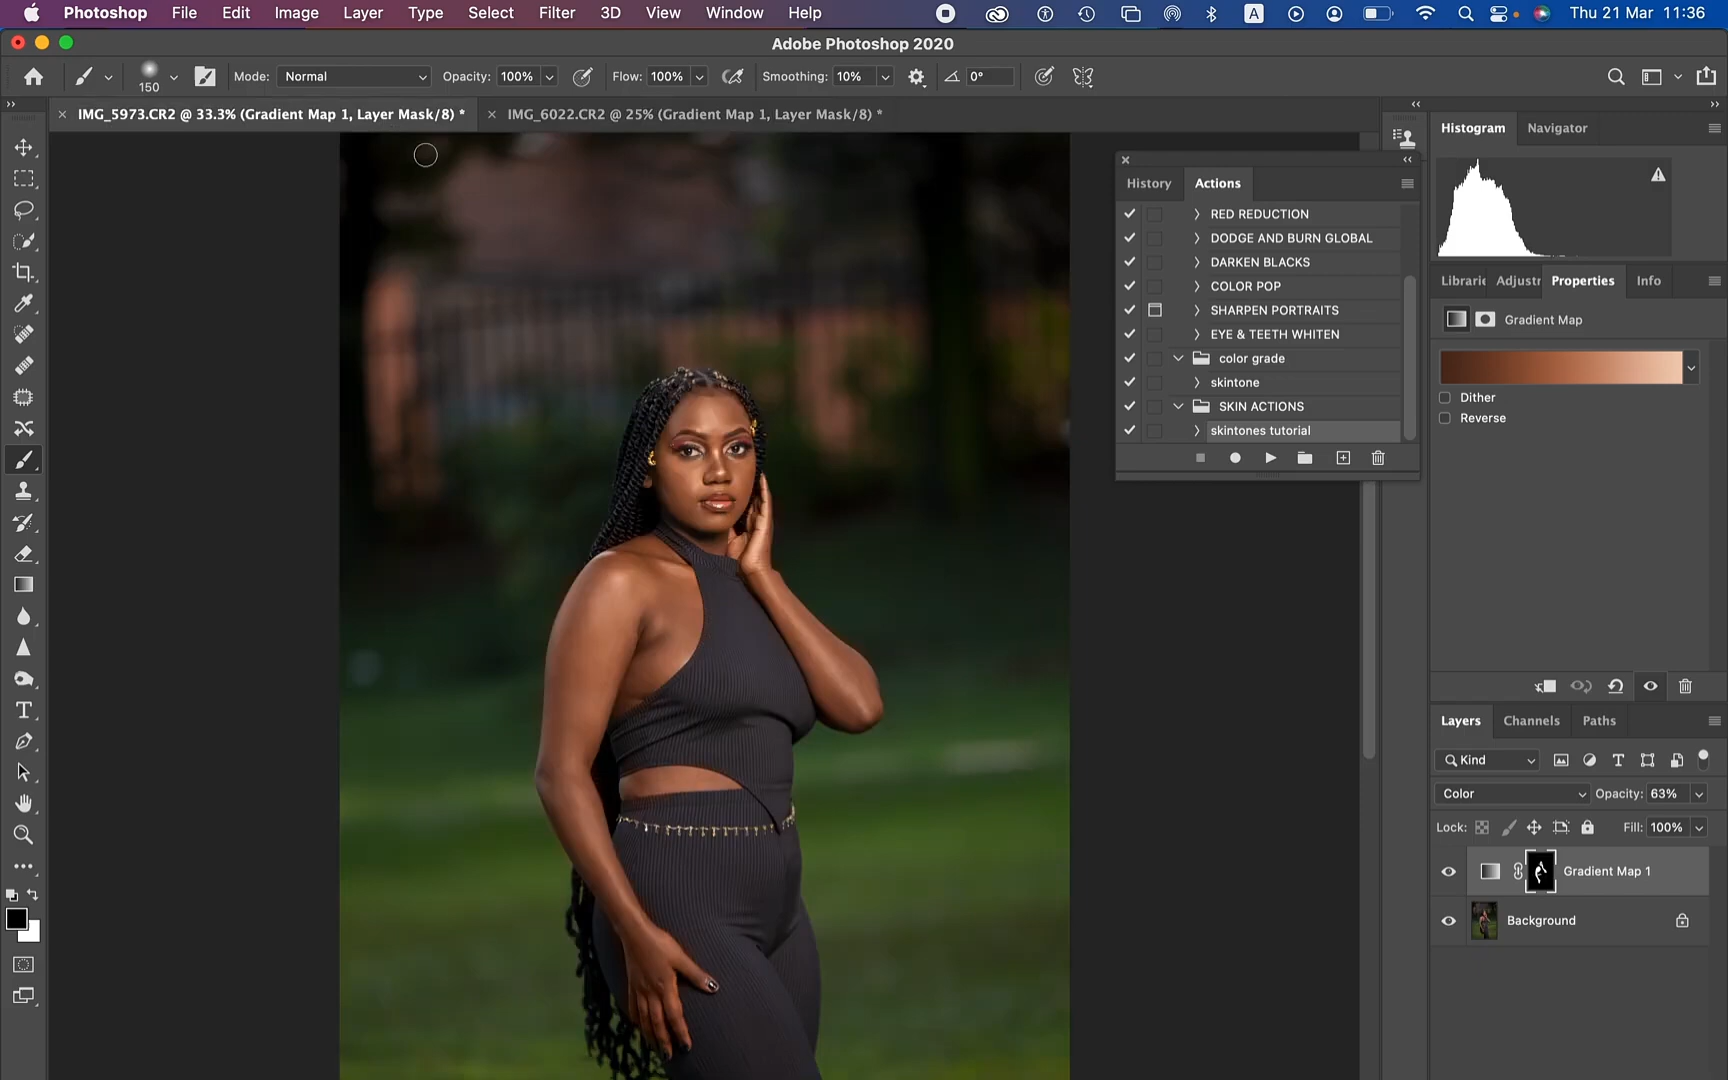 Photoshop File Edit Image Layer Type Select Filter 3D View Window Help A Thu 21 Mar 11:36
Adobe Photoshop 2020
150 Mode: Normal Opacity: 100% Flow: 100% Smoothing: 10% 0°
IMG_5973.CR2 @ 33.3% (Gradient Map 1, Layer Mask/8) * IMG_6022.CR2 @ 25% (Gradient Map 1, Layer Mask/8) *
Histogram Navigator
History Actions
RED REDUCTION
DODGE AND BURN GLOBAL
DARKEN BLACKS
COLOR POP
SHARPEN PORTRAITS
EYE & TEETH WHITEN
color grade
skintone
SKIN ACTIONS
skintones tutorial
Librari Adjustr Properties Info
Gradient Map
Dither
Reverse
Layers Channels Paths
Kind
Color Opacity: 63%
Lock: Fill: 100%
Gradient Map 1
Background